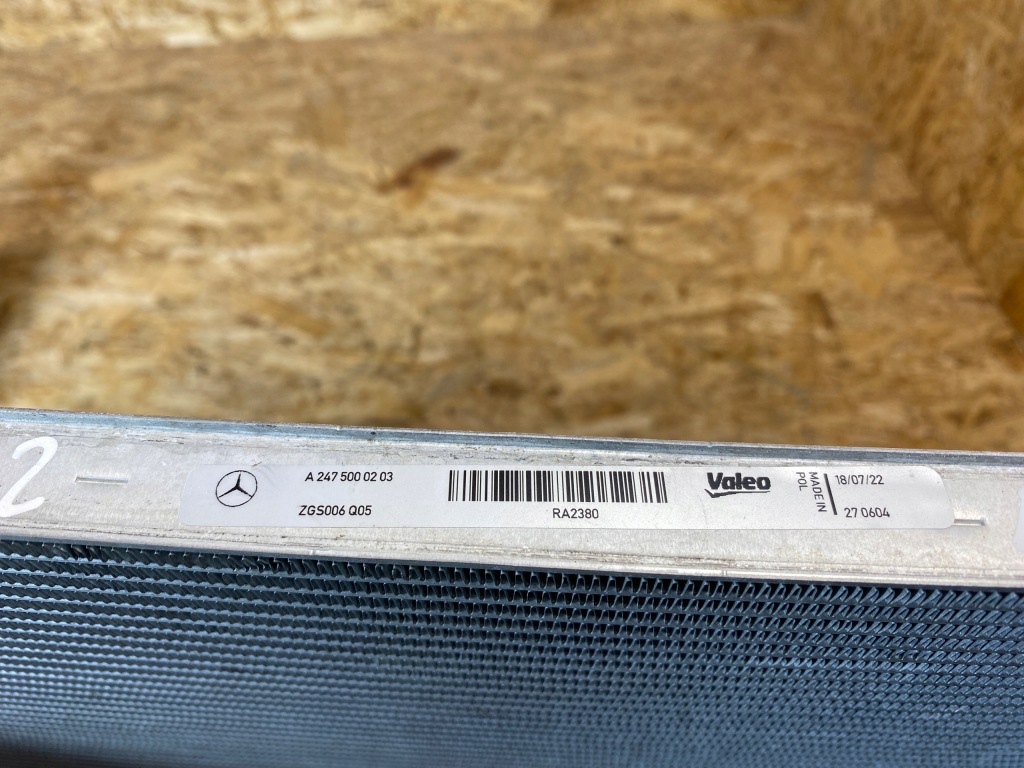 2
A 247 500 02 03
ZGS006 Q05
RA2380
Valeo
MADE IN
POL
18/07/22
27 0604